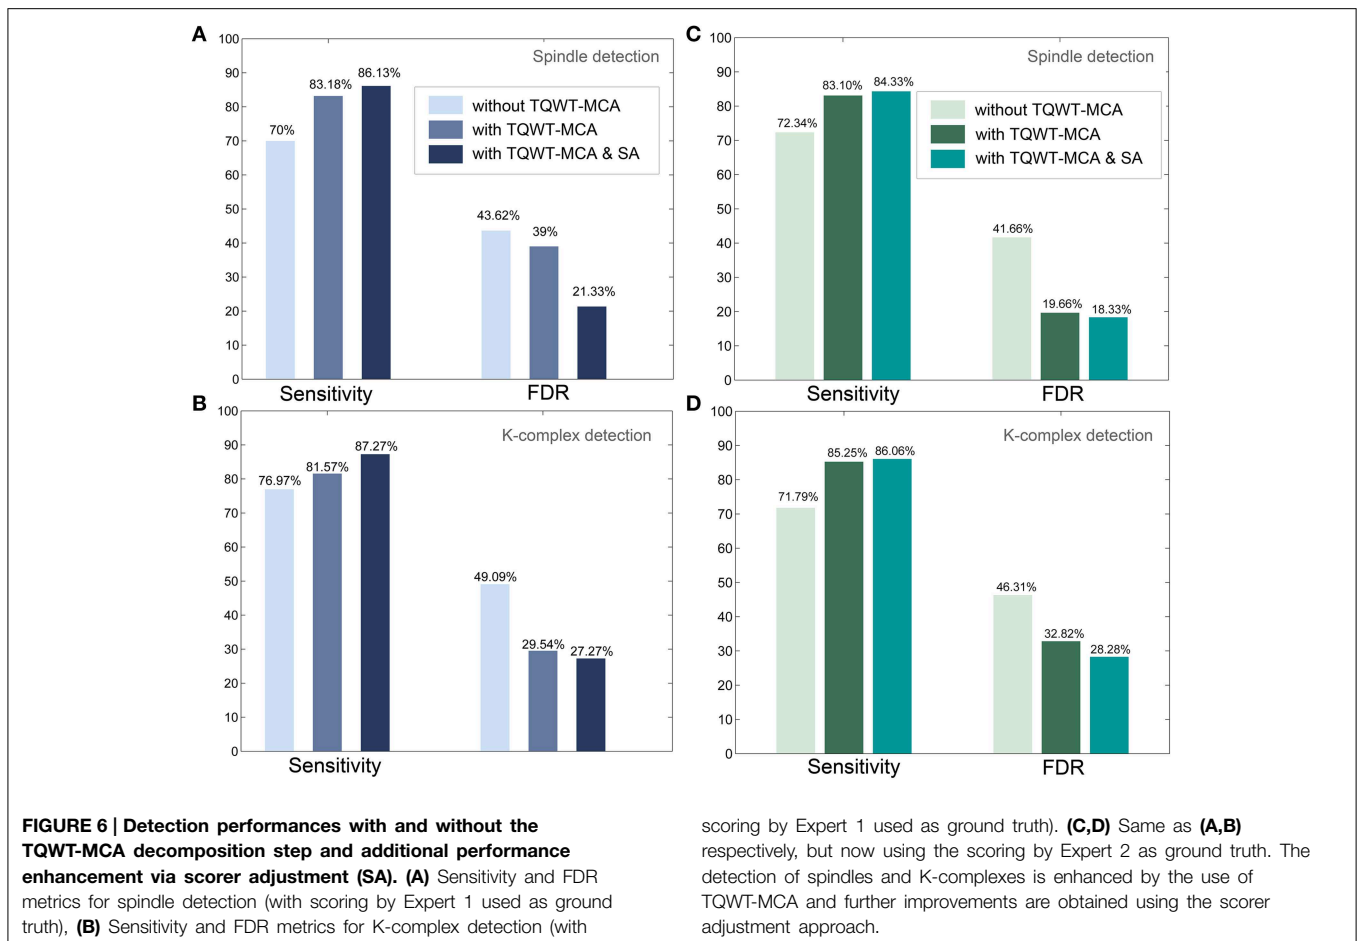 A
Spindle detection
100
90
80
70
60
50
40
30
20
10
0
70%
83.18%
86.13%
43.62%
39%
21.33%
without TQWT-MCA
with TQWT-MCA
with TQWT-MCA & SA
Sensitivity
FDR
B
K-complex detection
100
90
80
70
60
50
40
30
20
10
0
76.97%
81.57%
87.27%
49.09%
29.54%
27.27%
Sensitivity
C
Spindle detection
100
90
80
70
60
50
40
30
20
10
0
72.34%
83.10%
84.33%
41.66%
19.66%
18.33%
without TQWT-MCA
with TQWT-MCA
with TQWT-MCA & SA
Sensitivity
FDR
D
K-complex detection
100
90
80
70
60
50
40
30
20
10
0
71.79%
85.25%
86.06%
46.31%
32.82%
28.28%
Sensitivity
FDR
FIGURE 6 | Detection performances with and without the
TQWT-MCA decomposition step and additional performance
enhancement via scorer adjustment (SA). (A) Sensitivity and FDR
metrics for spindle detection (with scoring by Expert 1 used as ground
truth), (B) Sensitivity and FDR metrics for K-complex detection (with
scoring by Expert 1 used as ground truth). (C,D) Same as (A,B)
respectively, but now using the scoring by Expert 2 as ground truth. The
detection of spindles and K-complexes is enhanced by the use of
TQWT-MCA and further improvements are obtained using the scorer
adjustment approach.